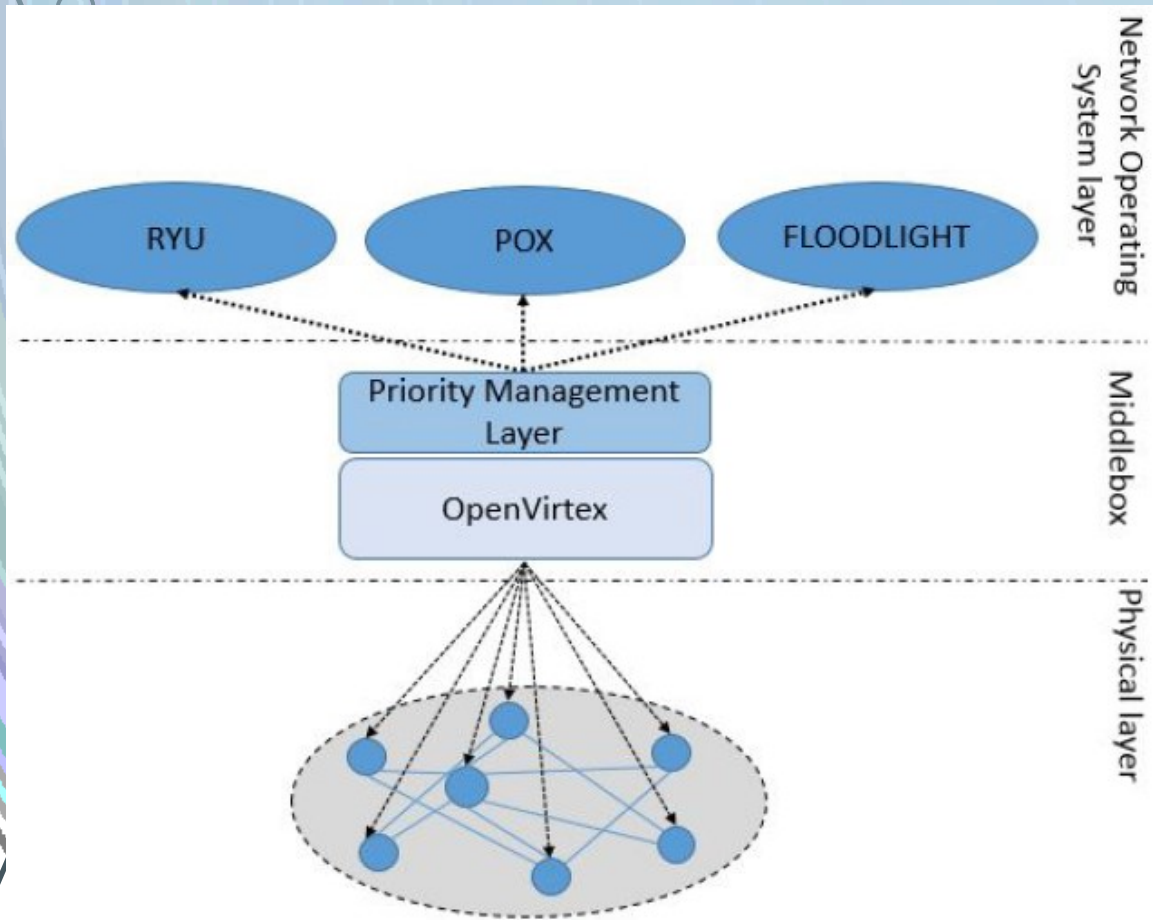 Network Operating
System layer
RYU
POX
FLOODLIGHT
Priority Management
Layer
OpenVirtex
Middlebox
Physical layer